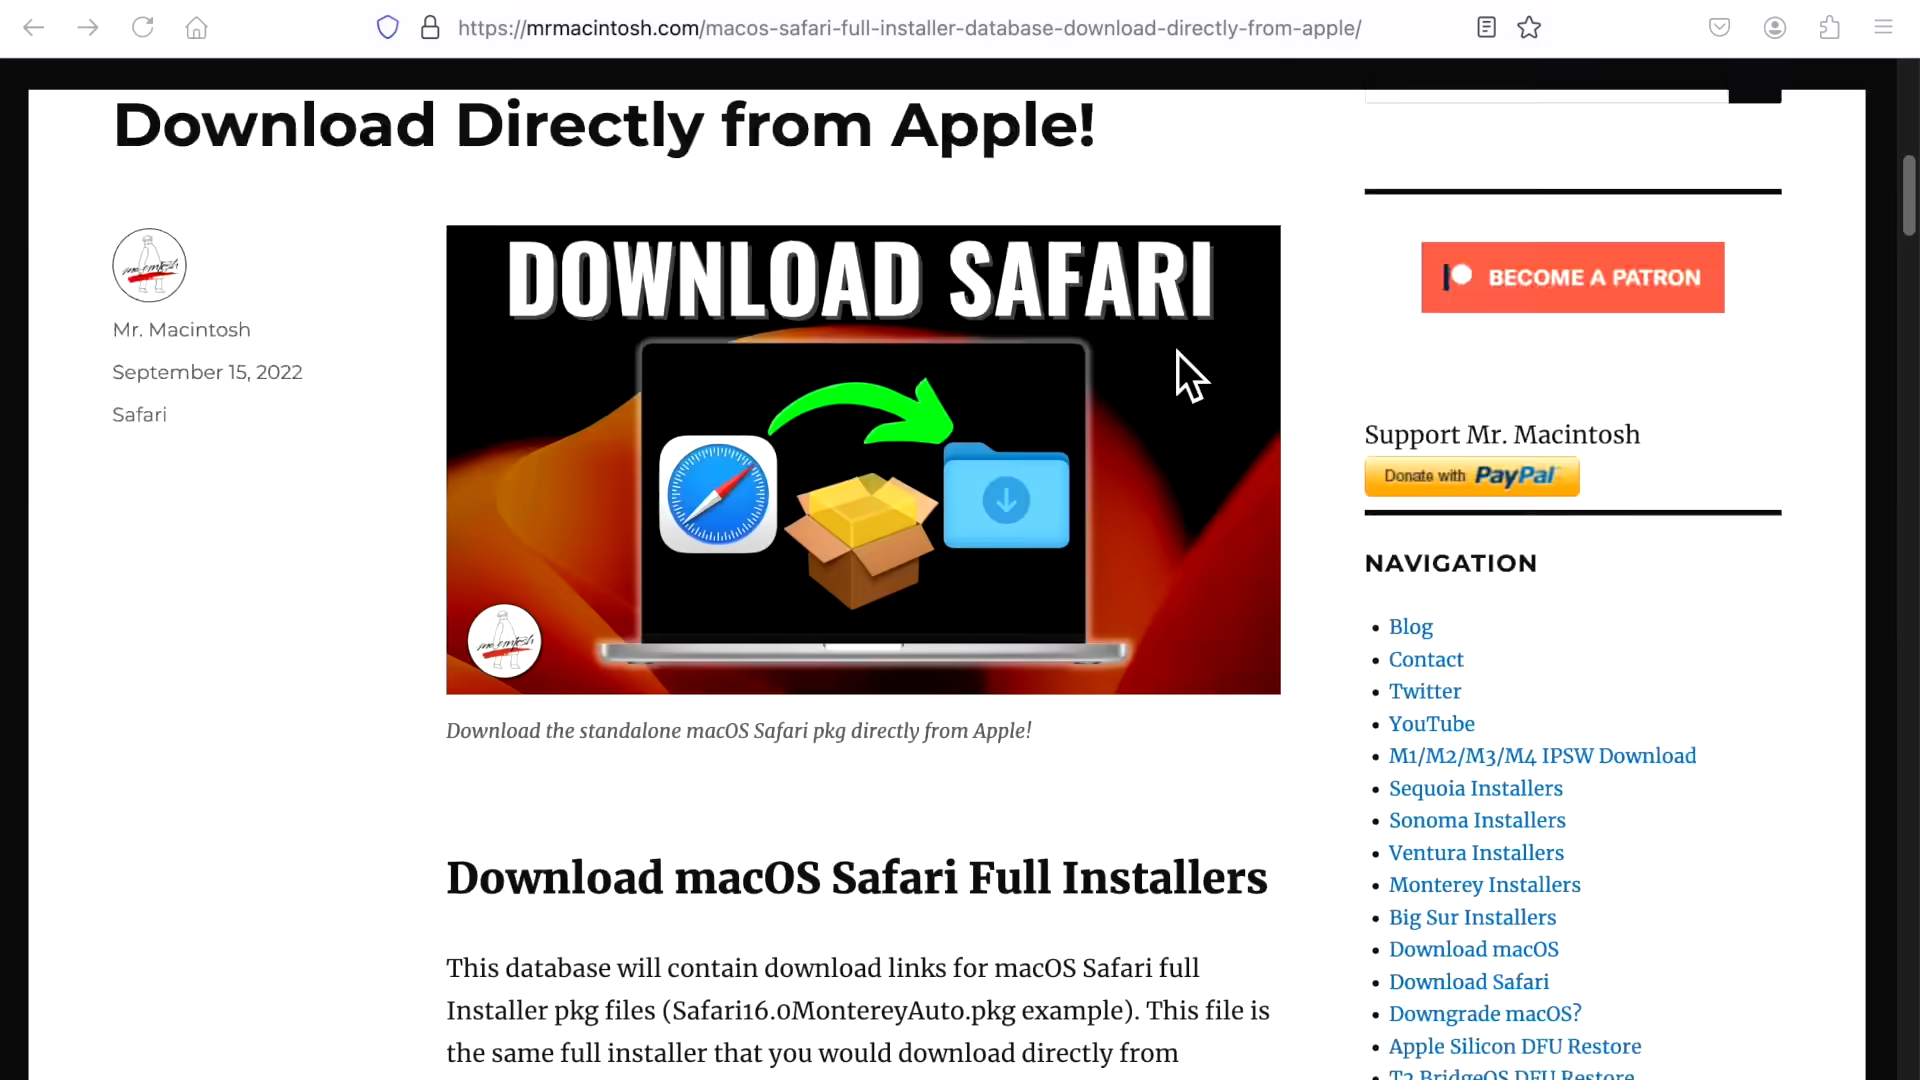 https://mrmacintosh.com/macos-safari-full-installer-database-download-directly-from-apple/
Download Directly from Apple!
Mr. Macintosh
September 15, 2022
Safari
DOWNLOAD SAFARI
Download the standalone macOS Safari pkg directly from Apple!
Download macOS Safari Full Installers
This database will contain download links for macOS Safari full
Installer pkg files (Safari16.0MontereyAuto.pkg example). This file is
the same full installer that you would download directly from
BECOME A PATRON
Support Mr. Macintosh
Donate with PayPal
NAVIGATION
Blog
Contact
Twitter
YouTube
M1/M2/M3/M4 IPSW Download
Sequoia Installers
Sonoma Installers
Ventura Installers
Monterey Installers
Big Sur Installers
Download macOS
Download Safari
Downgrade macOS?
Apple Silicon DFU Restore
T2 BridgeOS DFU Restore